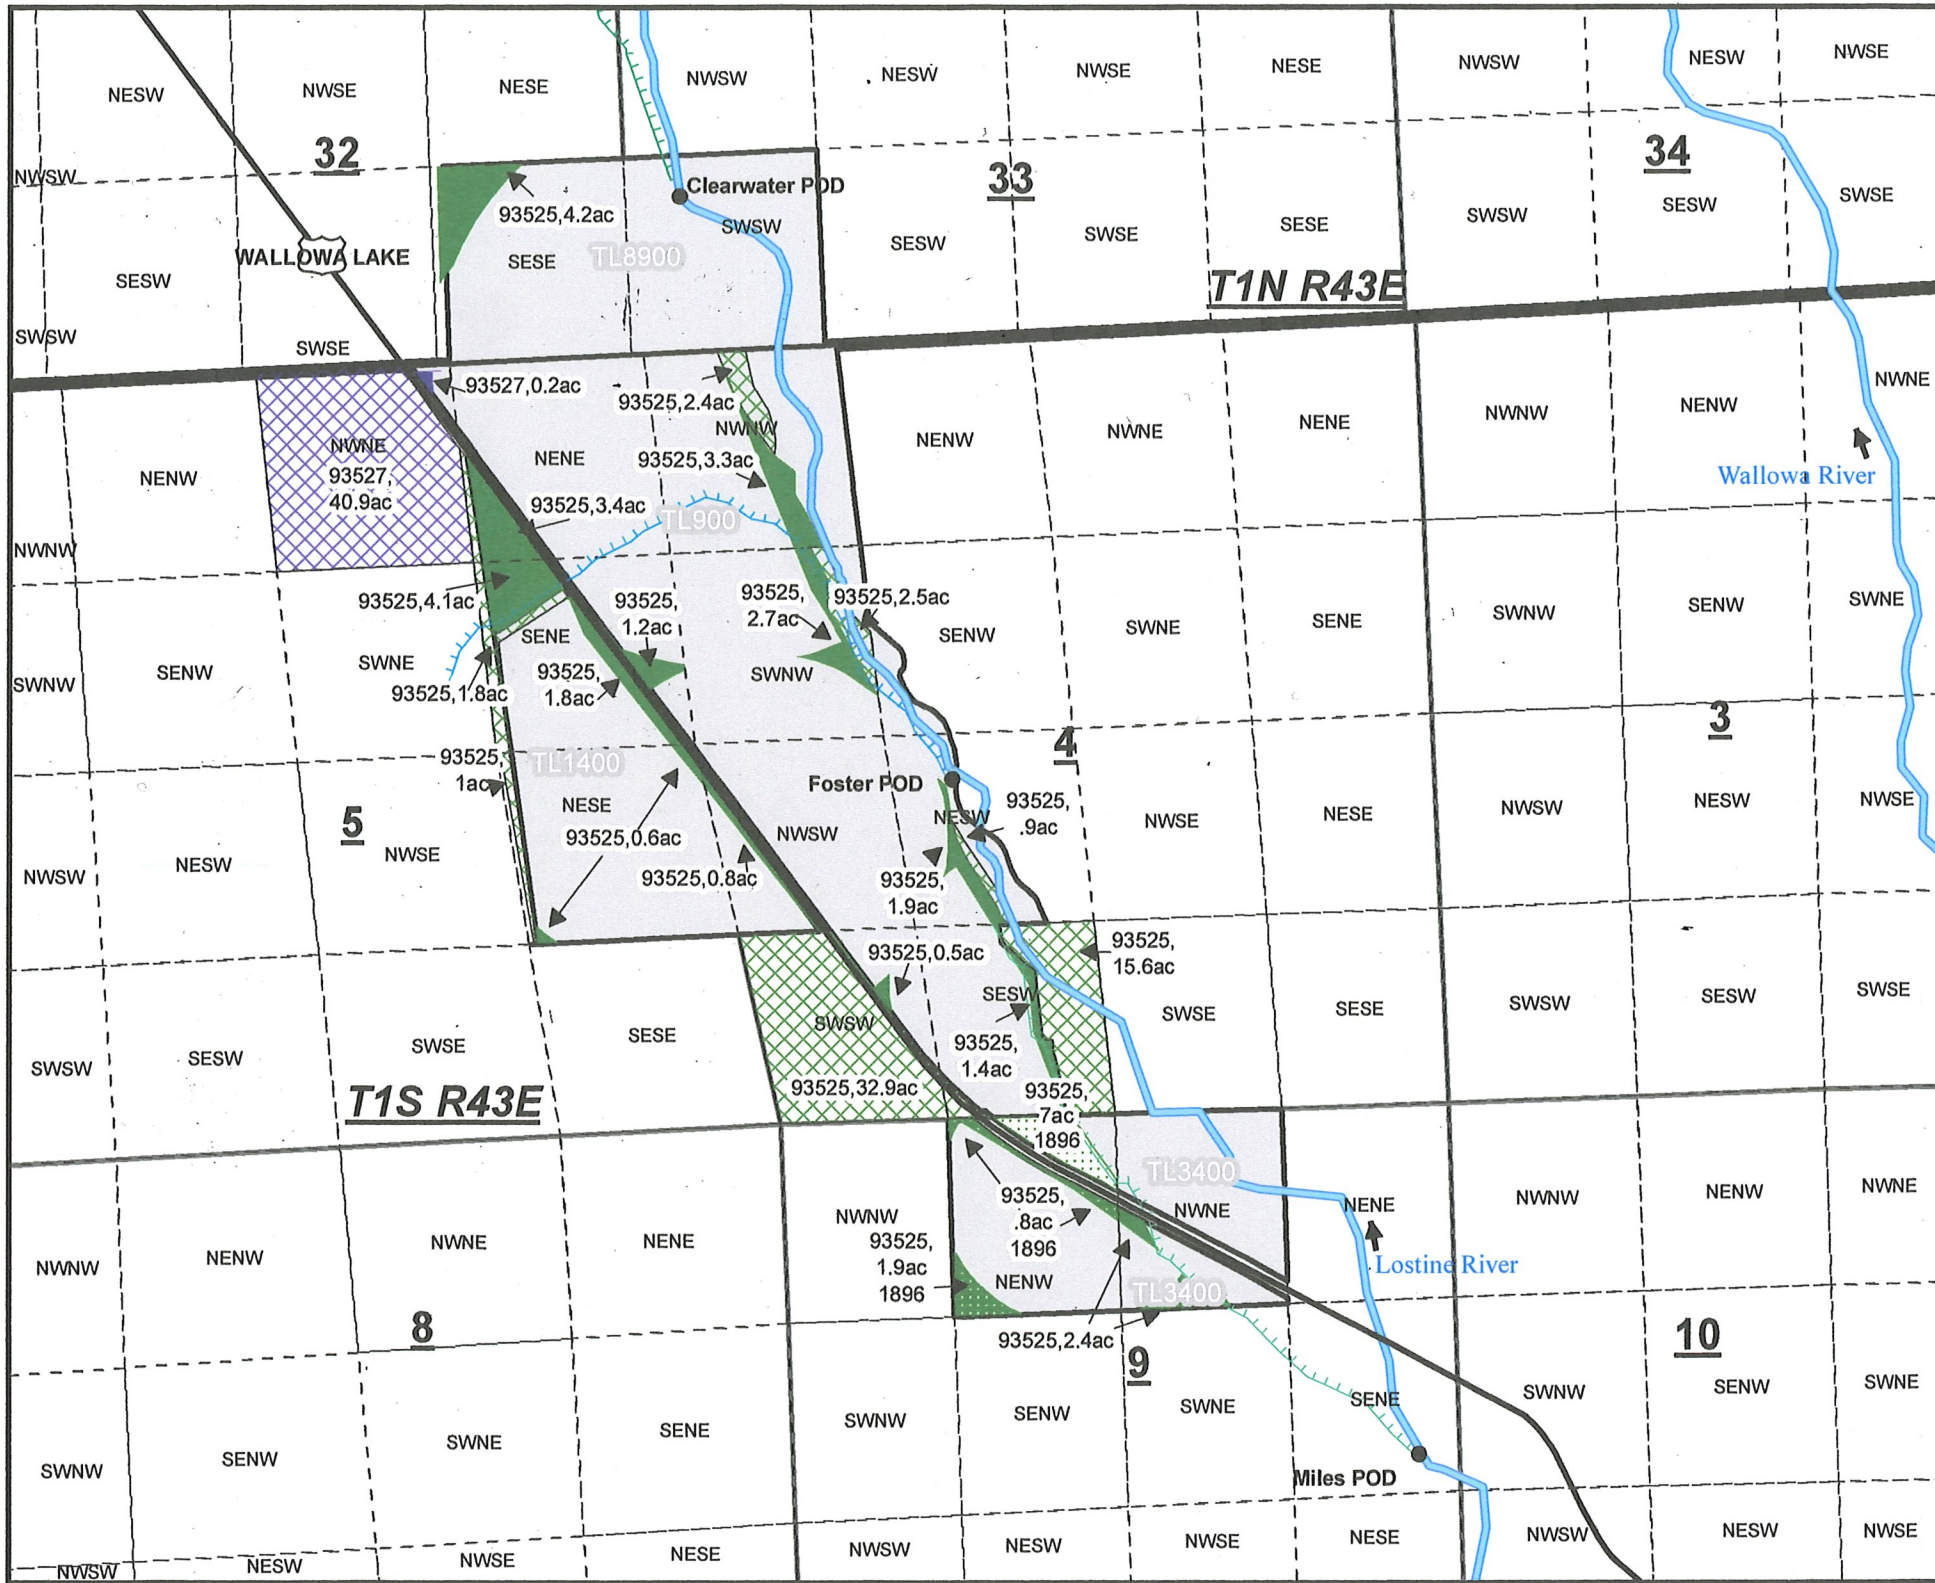 NESW
NWSE
NESE
NWSW
NESW
NWSE
NESE
NWSW
NESW
NWSE
32
33
34
NWSW
Clearwater POD
93525,4.2ac
SWSW
SESW
SWSE
SESE
SWSW
SESW
SWSE
WALLOWA LAKE
SESE
TL8900
SESW
T1N R43E
SWSW
SWSE
93527,0.2ac
93525,2.4ac
NWNE
NENW
NWNE
93527,
40.9ac
NENE
NWNW
93525,3.3ac
NENW
NWNE
NENE
NWNW
NENW
Wallowa River
93525,3.4ac
TL900
NWNW
93525,4.1ac
93525,
1.2ac
93525,
2.7ac
93525,2.5ac
SENW
SWNE
SENE
SWNW
SENW
SWNE
SENE
SWNW
SENW
SWNE
93525,1.8ac
93525,
1.8ac
SWNW
4
3
93525,
1ac
TL1400
Foster POD
5
NESE
NWSW
NESW
93525,
.9ac
NWSE
NESE
NWSW
NESW
NWSE
93525,0.6ac
NWSW
NESW
NWSE
93525,0.8ac
93525,
1.9ac
93525,0.5ac
93525,
15.6ac
SESW
SWSW
SWSE
SESE
SWSW
SESW
SWSE
SWSW
SESW
SWSE
SESE
93525,
1.4ac
93525,32.9ac
T1S R43E
93525,
7ac
1896
TL3400
NENE
NWNE
NWNW
NENW
NWNE
93525,
.8ac
1896
NWNW
93525,
1.9ac
1896
NENW
NWNW
NENW
NWNE
NENE
Lostine River
TL3400
93525,2.4ac
8
9
10
SWNW
SENW
SWNE
SENE
SWNW
SENW
SWNE
SENE
SWNW
SENW
SWNE
Miles POD
NWSW
NESW
NWSE
NESE
NWSW
NESW
NWSE
NESE
NWSW
NESW
NWSE